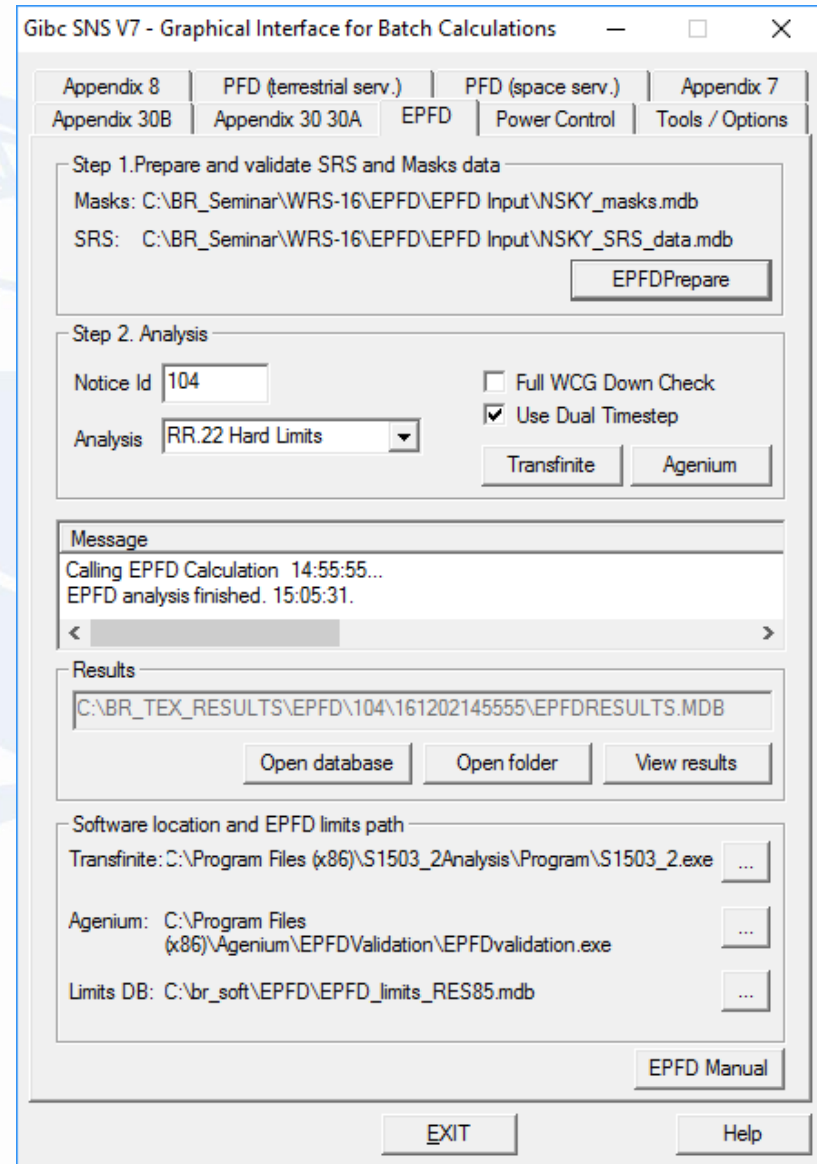 Gibc SNS V7 - Graphical Interface for Batch Calculations
Appendix 8 PFD (terrestrial serv.) PFD (space serv.) Appendix 7
Appendix 30B Appendix 30 30A EPFD Power Control Tools / Options
Step 1.Prepare and validate SRS and Masks data
Masks: C:\BR_Seminar\WRS-16\EPFD\EPFD Input\NSKY_masks.mdb
SRS: C:\BR_Seminar\WRS-16\EPFD\EPFD Input\NSKY_SRS_data.mdb
EPFDPrepare
Step 2. Analysis
Notice Id 104
Full WCG Down Check
Use Dual Timestep
Analysis RR.22 Hard Limits
Transfinite Agenium
Message
Calling EPFD Calculation 14:55:55...
EPFD analysis finished. 15:05:31.
Results
C:\BR_TEX_RESULTS\EPFD\104\161202145555\EPFDRESULTS.MDB
Open database Open folder View results
Software location and EPFD limits path
Transfinite: C:\Program Files (x86)\S1503_2Analysis\Program\S1503_2.exe ...
Agenium: C:\Program Files
(x86)\Agenium\EPFDValidation\EPFDvalidation.exe ...
Limits DB: C:\br_soft\EPFD\EPFD_limits_RES85.mdb ...
EPFD Manual
EXIT Help